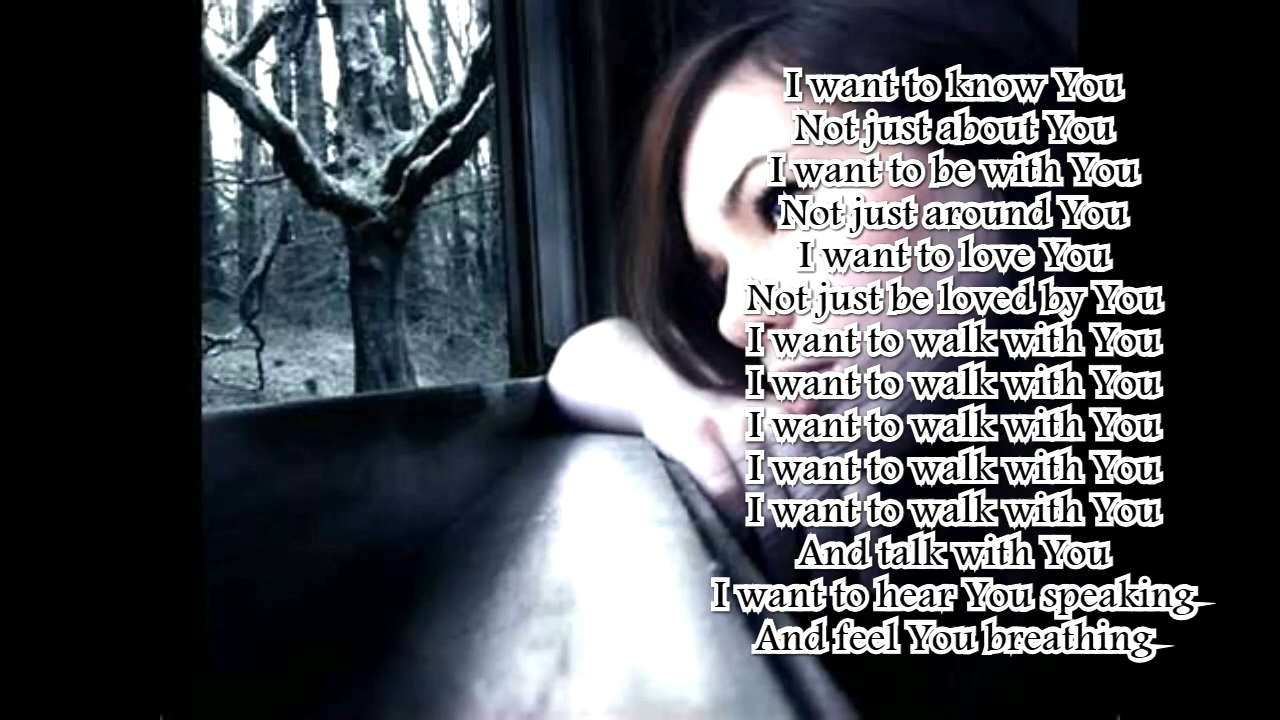 I want to know You
Not just about You
I want to be with You
Not just around You
I want to love You
Not just be loved by You
I want to walk with You
I want to walk with You
I want to walk with You
I want to walk with You
I want to walk with You
And talk with You
I want to hear You speaking
And feel You breathing